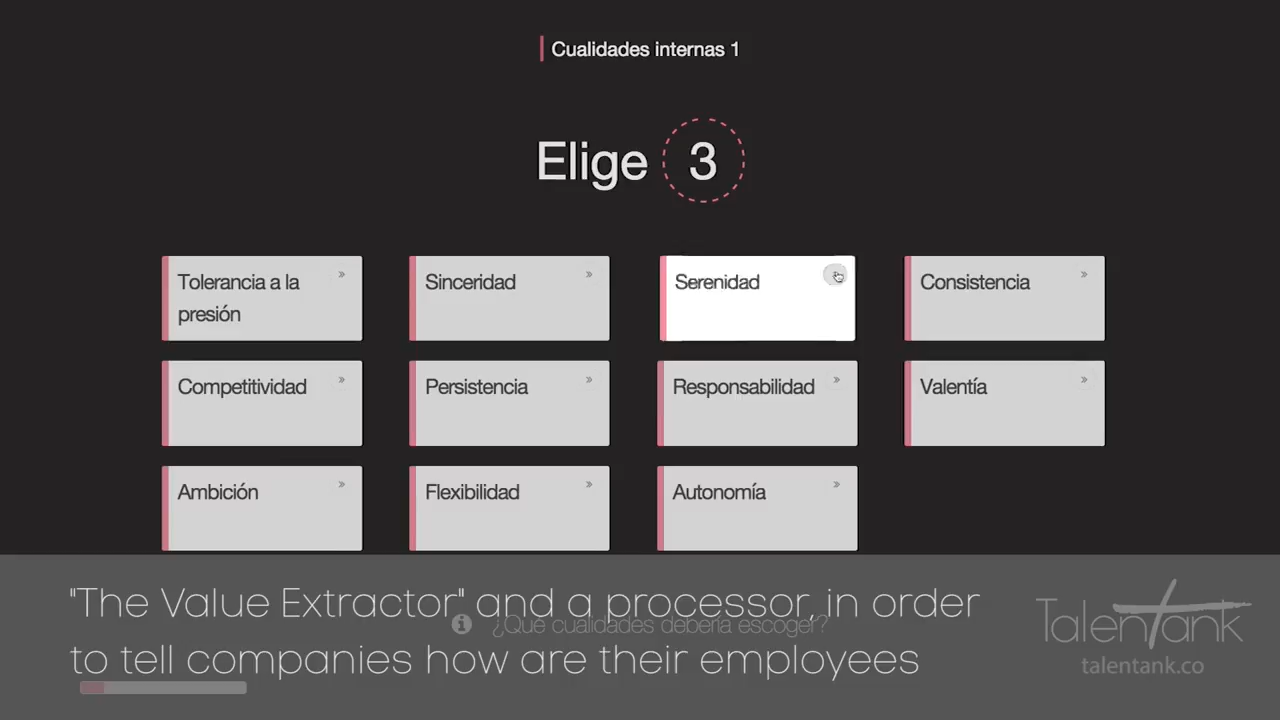 Cualidades internas 1
Elige 3
Tolerancia a la
presión
Sinceridad
Serenidad
Consistencia
Competitividad
Persistencia
Responsabilidad
Valentía
Ambición
Flexibilidad
Autonomía
"The Value Extractor" and a processor, in order
¿Qué cualidades debería escoger?
to tell companies how are their employees
TalenTank
talentank.co